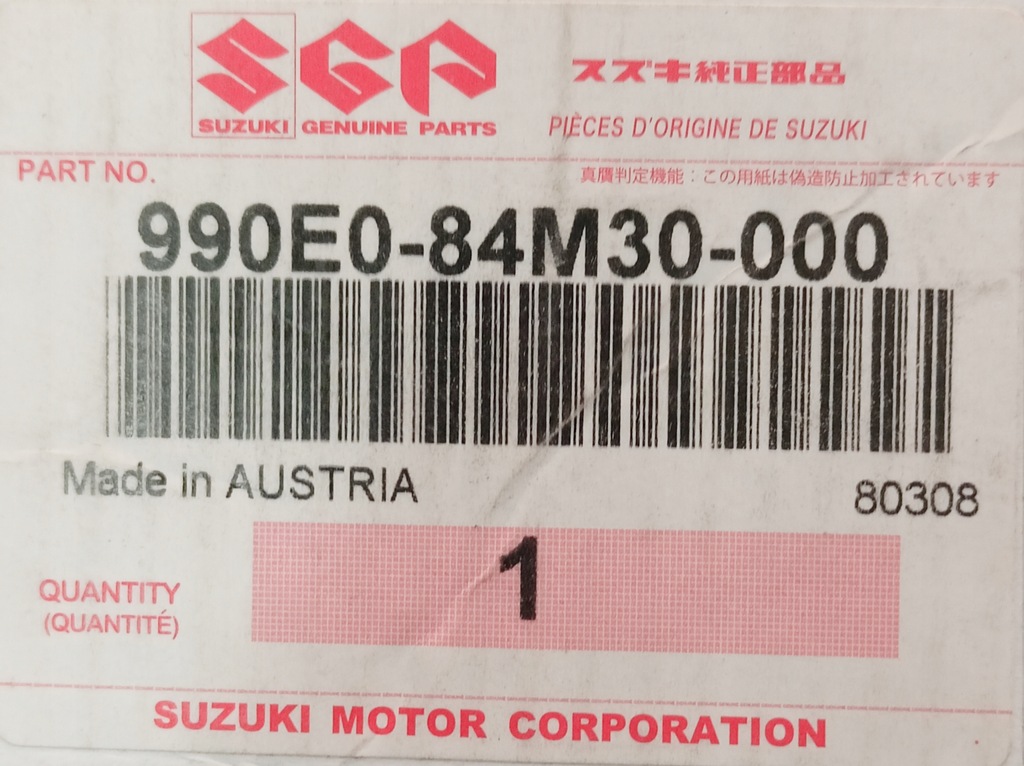 SGP
SUZUKI GENUINE PARTS
スズキ純正部品
PIÈCES D'ORIGINE DE SUZUKI
PART NO.
真贋判定機能：この用紙は偽造防止加工されています
990E0-84M30-000
Made in AUSTRIA
80308
1
QUANTITY
(QUANTITÉ)
SUZUKI MOTOR CORPORATION